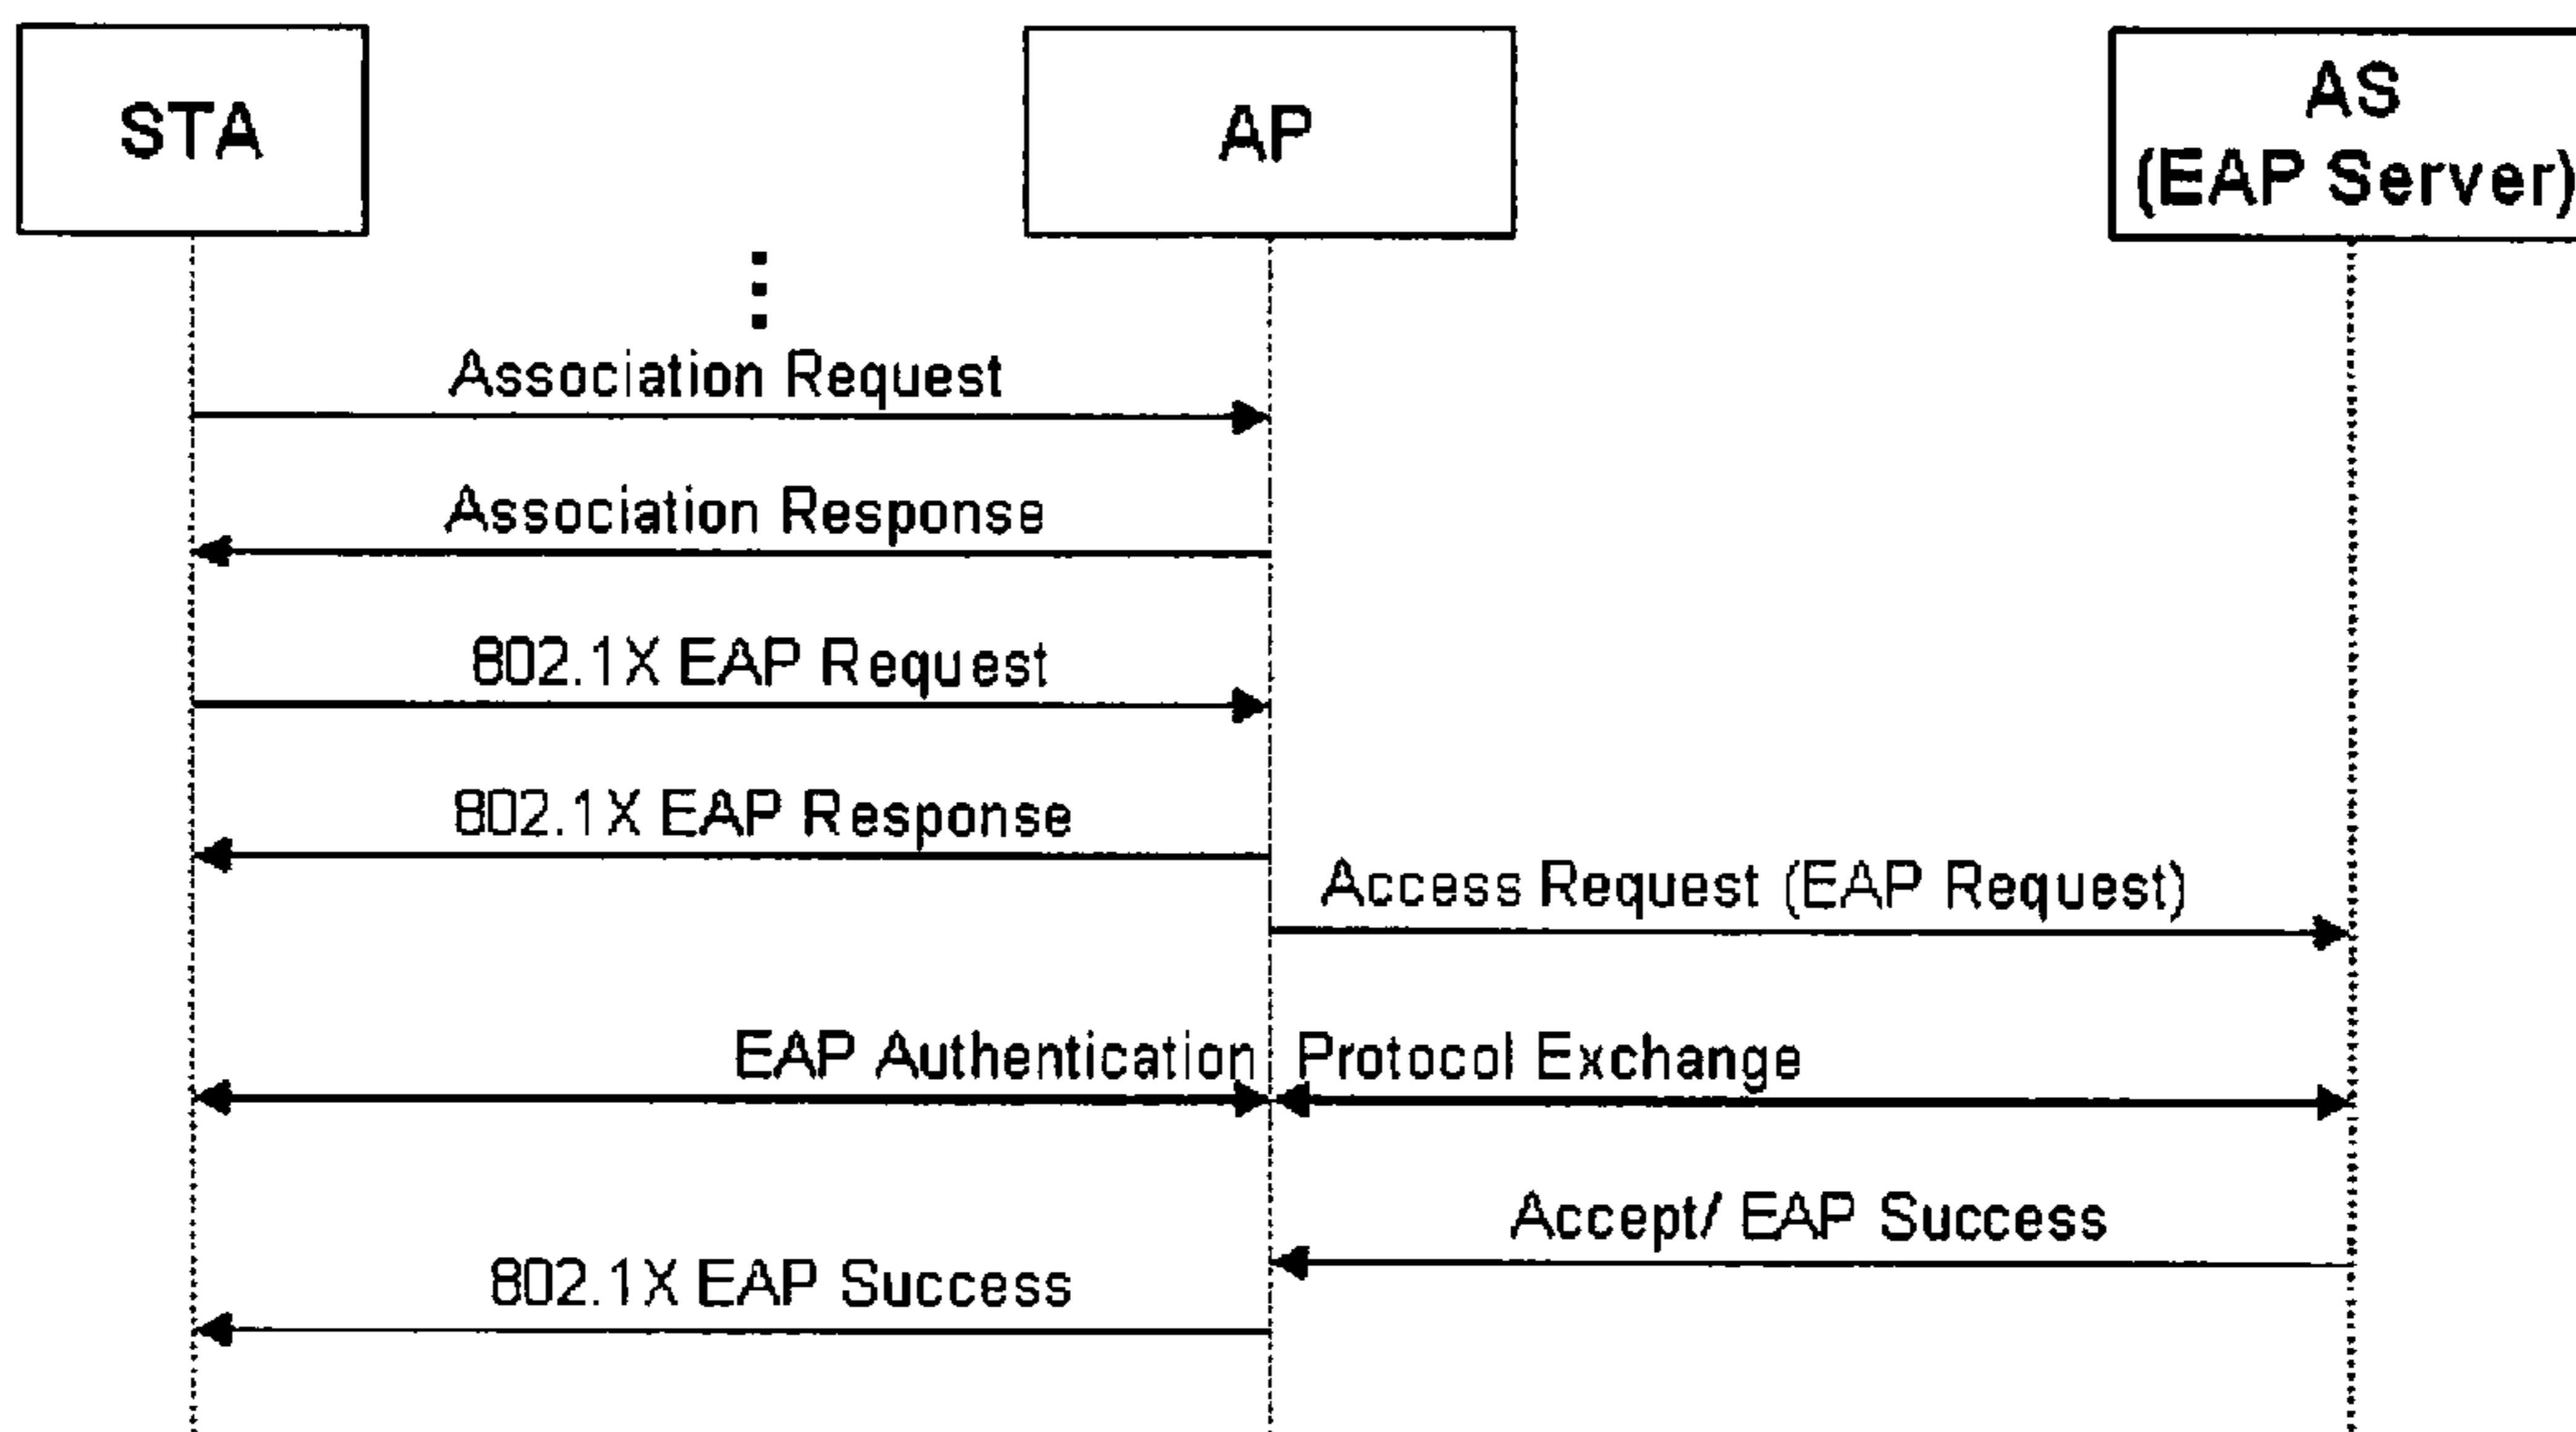 STA
AP
AS
(EAP Server)
Association Request
Association Response
802.1X EAP Request
802.1X EAP Response
Access Request (EAP Request)
EAP Authentication Protocol Exchange
Accept/ EAP Success
802.1X EAP Success